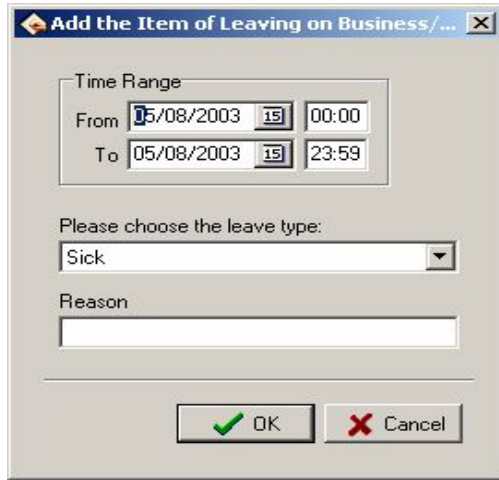 Add the Item of Leaving on Business/...
Time Range
From 05/08/2003 15 00:00
To 05/08/2003 15 23:59
Please choose the leave type:
Sick
Reason
OK Cancel